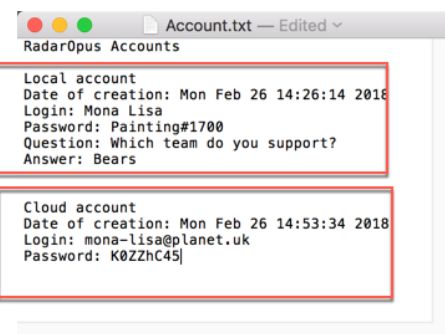 Account.txt — Edited
RadarOpus Accounts
Local account
Date of creation: Mon Feb 26 14:26:14 2018
Login: Mona Lisa
Password: Painting#1700
Question: Which team do you support?
Answer: Bears
Cloud account
Date of creation: Mon Feb 26 14:53:34 2018
Login: mona-lisa@planet.uk
Password: K0ZZhC45